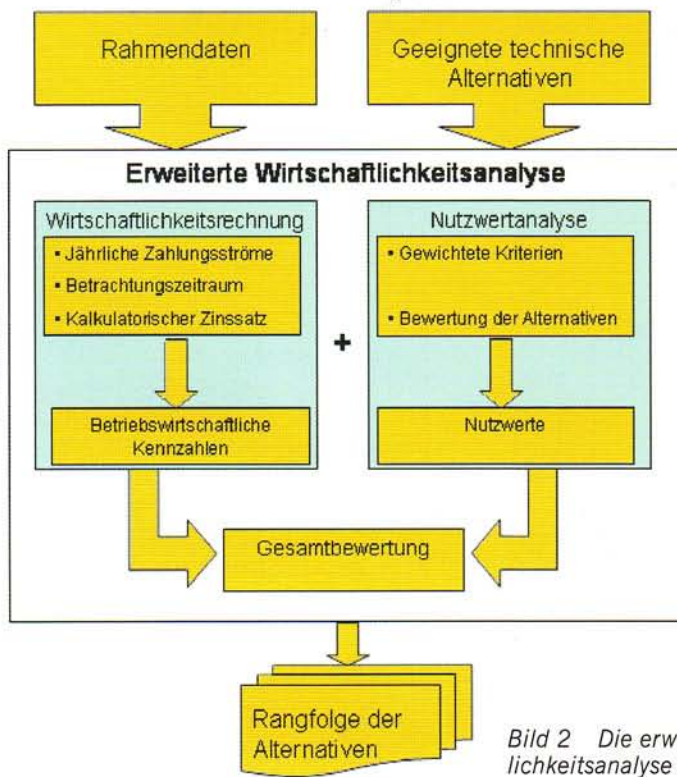 Rahmendaten
Geeignete technische
Alternativen
Erweiterte Wirtschaftlichkeitsanalyse
Wirtschaftlichkeitsrechnung
▪ Jährliche Zahlungsströme
▪ Betrachtungszeitraum
▪ Kalkulatorischer Zinssatz
Betriebswirtschaftliche
Kennzahlen
+
Nutzwertanalyse
▪ Gewichtete Kriterien
▪ Bewertung der Alternativen
Nutzwerte
Gesamtbewertung
Rangfolge der
Alternativen
Bild 2 Die erw
lichkeitsanalyse